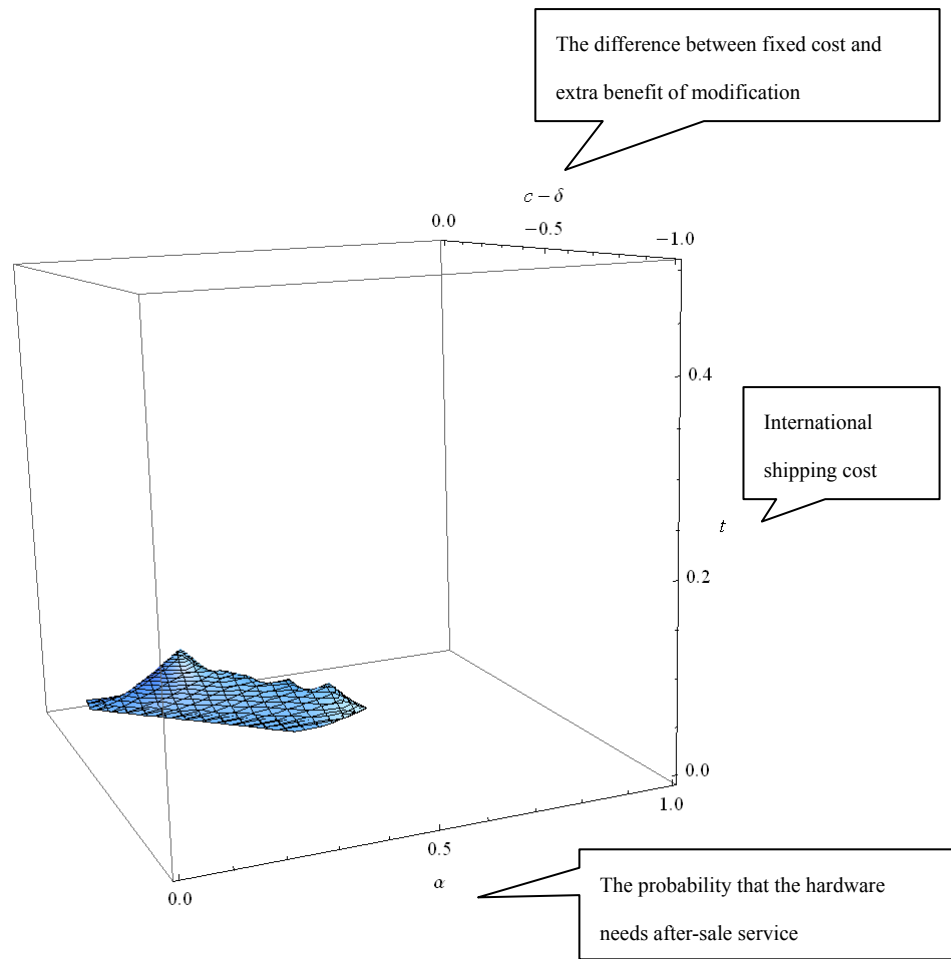 The difference between fixed cost and
extra benefit of modification
c − δ
0.0
−0.5
−1.0
0.4
International
shipping cost
t
0.2
0.0
1.0
0.5
α
0.0
The probability that the hardware
needs after-sale service